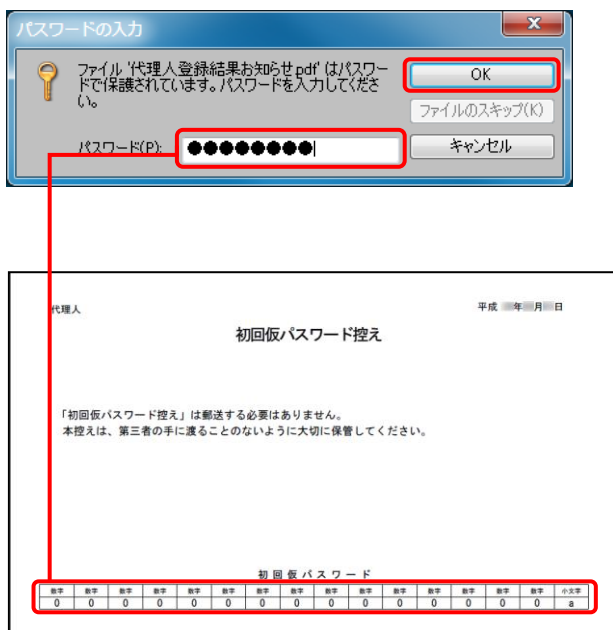 パスワードの入力
ファイル '代理人登録結果お知らせpdf' はパスワー
ドで保護されています。パスワードを入力してくださ
い。
OK
ファイルのスキップ(K)
パスワード(P):
●●●●●●●●
キャンセル
代理人
平成 年 月 日
初回仮パスワード控え
「初回仮パスワード控え」は郵送する必要はありません。
本控えは、第三者の手に渡ることのないように大切に保管してください。
初回仮パスワード
数字 数字 数字 数字 数字 数字 数字 数字 数字 数字 数字 数字 数字 数字 数字 小文字
0 0 0 0 0 0 0 0 0 0 0 0 0 0 0 a